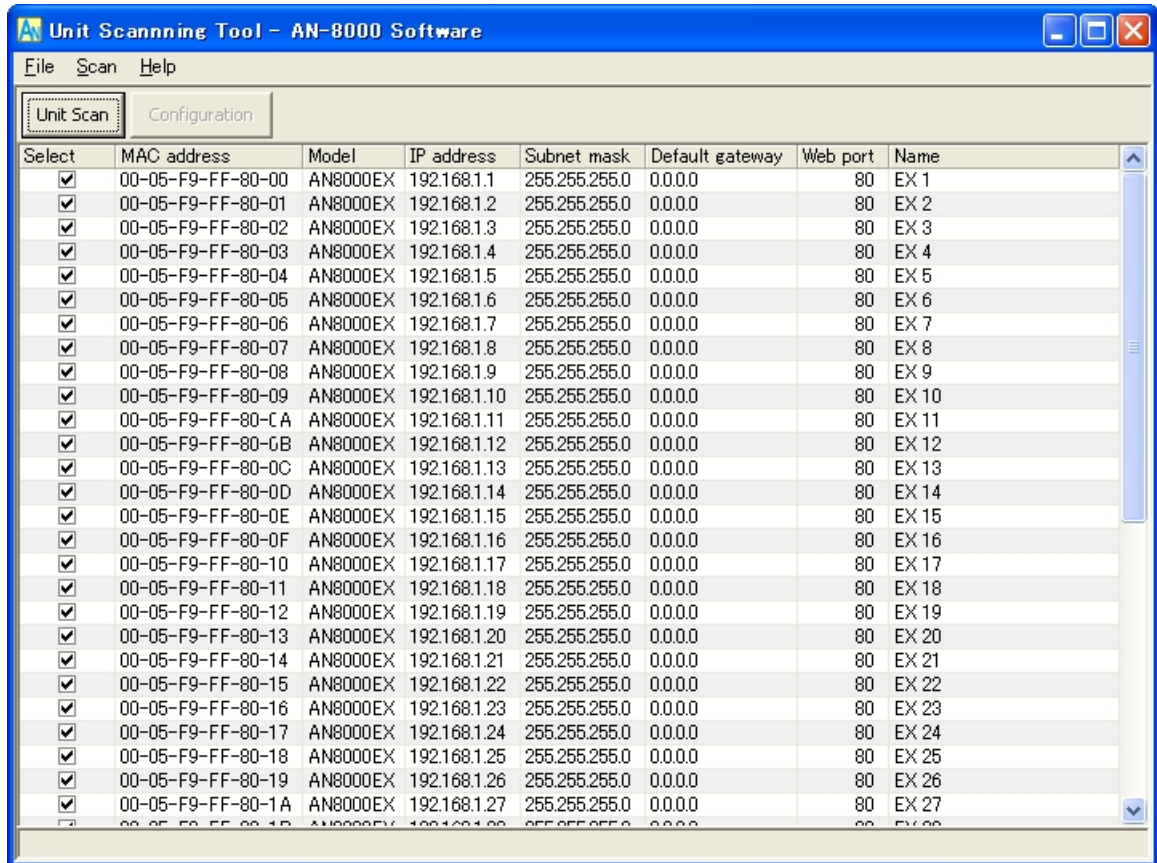 Unit Scannning Tool - AN-8000 Software
File Scan Help
Unit Scan Configuration
Select MAC address Model IP address Subnet mask Default gateway Web port Name
00-05-F9-FF-80-00 AN8000EX 192.168.1.1 255.255.255.0 0.0.0.0 80 EX 1
00-05-F9-FF-80-01 AN8000EX 192.168.1.2 255.255.255.0 0.0.0.0 80 EX 2
00-05-F9-FF-80-02 AN8000EX 192.168.1.3 255.255.255.0 0.0.0.0 80 EX 3
00-05-F9-FF-80-03 AN8000EX 192.168.1.4 255.255.255.0 0.0.0.0 80 EX 4
00-05-F9-FF-80-04 AN8000EX 192.168.1.5 255.255.255.0 0.0.0.0 80 EX 5
00-05-F9-FF-80-05 AN8000EX 192.168.1.6 255.255.255.0 0.0.0.0 80 EX 6
00-05-F9-FF-80-06 AN8000EX 192.168.1.7 255.255.255.0 0.0.0.0 80 EX 7
00-05-F9-FF-80-07 AN8000EX 192.168.1.8 255.255.255.0 0.0.0.0 80 EX 8
00-05-F9-FF-80-08 AN8000EX 192.168.1.9 255.255.255.0 0.0.0.0 80 EX 9
00-05-F9-FF-80-09 AN8000EX 192.168.1.10 255.255.255.0 0.0.0.0 80 EX 10
00-05-F9-FF-80-0A AN8000EX 192.168.1.11 255.255.255.0 0.0.0.0 80 EX 11
00-05-F9-FF-80-0B AN8000EX 192.168.1.12 255.255.255.0 0.0.0.0 80 EX 12
00-05-F9-FF-80-0C AN8000EX 192.168.1.13 255.255.255.0 0.0.0.0 80 EX 13
00-05-F9-FF-80-0D AN8000EX 192.168.1.14 255.255.255.0 0.0.0.0 80 EX 14
00-05-F9-FF-80-0E AN8000EX 192.168.1.15 255.255.255.0 0.0.0.0 80 EX 15
00-05-F9-FF-80-0F AN8000EX 192.168.1.16 255.255.255.0 0.0.0.0 80 EX 16
00-05-F9-FF-80-10 AN8000EX 192.168.1.17 255.255.255.0 0.0.0.0 80 EX 17
00-05-F9-FF-80-11 AN8000EX 192.168.1.18 255.255.255.0 0.0.0.0 80 EX 18
00-05-F9-FF-80-12 AN8000EX 192.168.1.19 255.255.255.0 0.0.0.0 80 EX 19
00-05-F9-FF-80-13 AN8000EX 192.168.1.20 255.255.255.0 0.0.0.0 80 EX 20
00-05-F9-FF-80-14 AN8000EX 192.168.1.21 255.255.255.0 0.0.0.0 80 EX 21
00-05-F9-FF-80-15 AN8000EX 192.168.1.22 255.255.255.0 0.0.0.0 80 EX 22
00-05-F9-FF-80-16 AN8000EX 192.168.1.23 255.255.255.0 0.0.0.0 80 EX 23
00-05-F9-FF-80-17 AN8000EX 192.168.1.24 255.255.255.0 0.0.0.0 80 EX 24
00-05-F9-FF-80-18 AN8000EX 192.168.1.25 255.255.255.0 0.0.0.0 80 EX 25
00-05-F9-FF-80-19 AN8000EX 192.168.1.26 255.255.255.0 0.0.0.0 80 EX 26
00-05-F9-FF-80-1A AN8000EX 192.168.1.27 255.255.255.0 0.0.0.0 80 EX 27